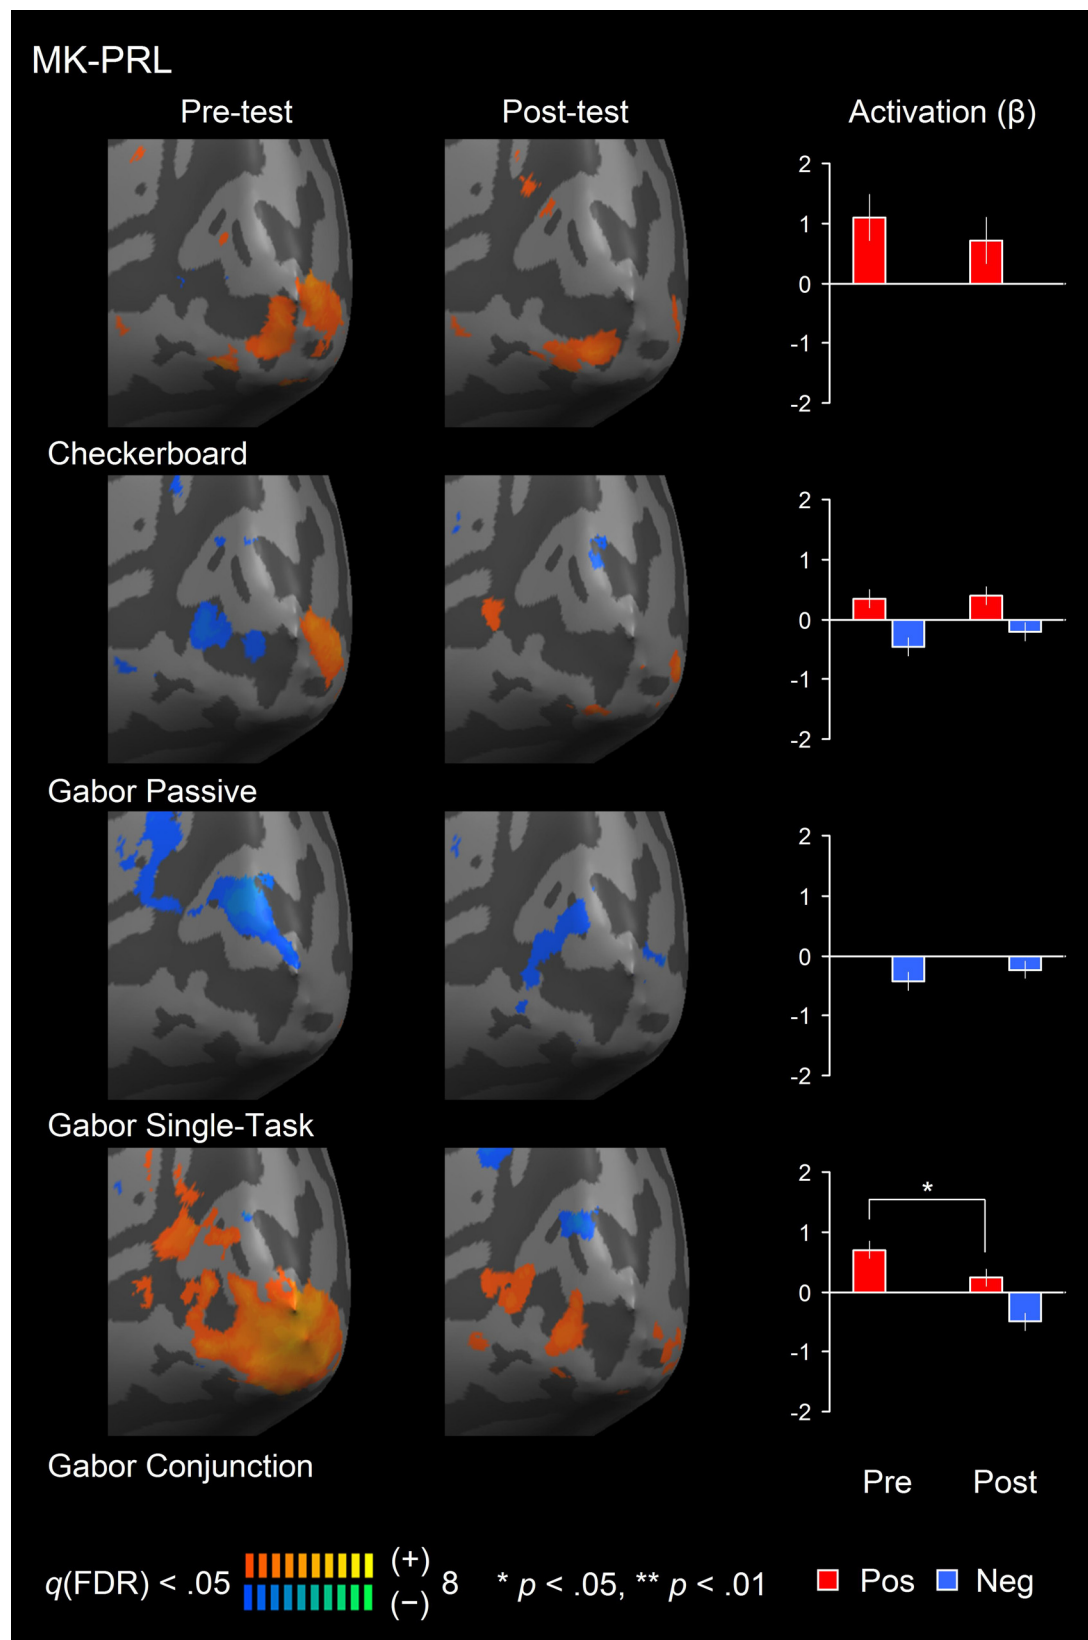 MK-PRL
Pre-test Post-test Activation (β)
2
1
0
-1
-2
Checkerboard
2
1
0
-1
-2
Gabor Passive
2
1
0
-1
-2
Gabor Single-Task
2
*
1
0
-1
-2
Gabor Conjunction
Pre Post
q(FDR) < .05 (+) (−) 8 * p < .05, ** p < .01 Pos Neg